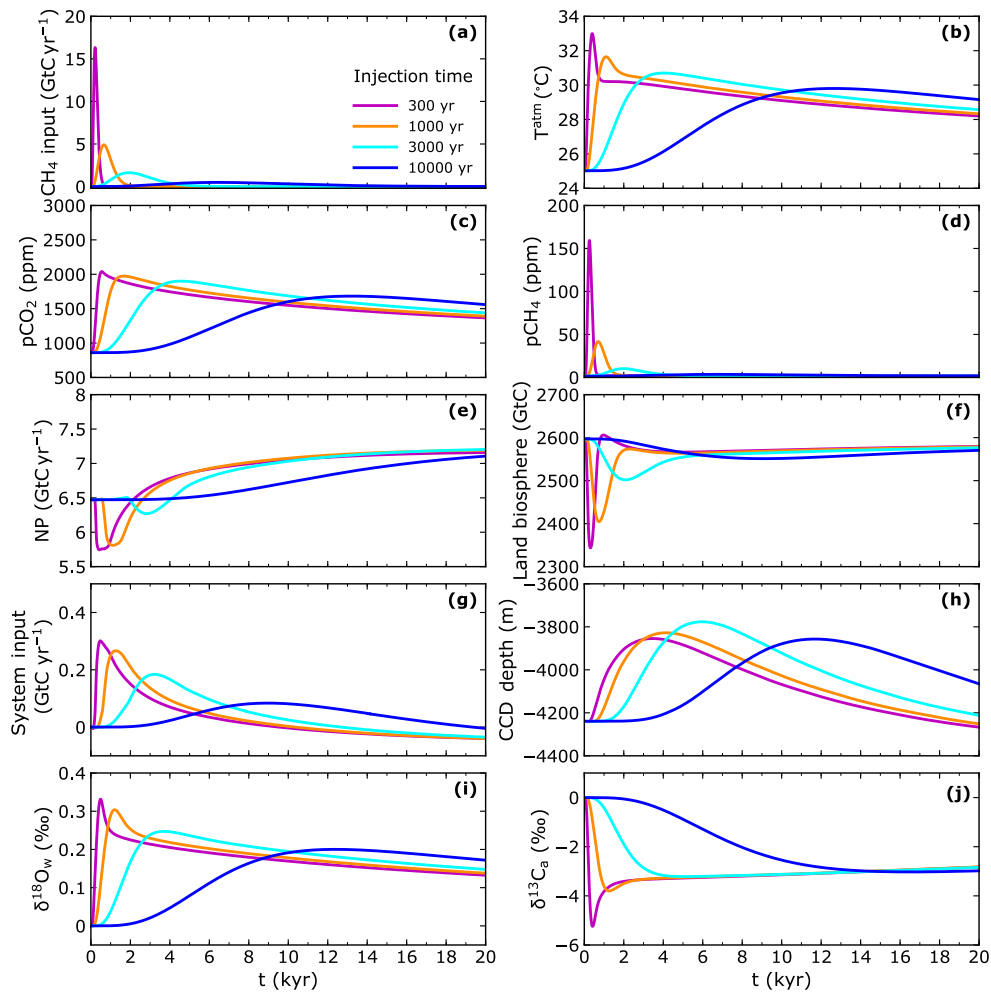 (a)
CH₄ input (GtC yr⁻¹)
20
15
10
5
0
Injection time
300 yr
1000 yr
3000 yr
10000 yr
(b)
Tᵃᵗᵐ (°C)
34
32
30
28
26
24
(c)
pCO₂ (ppm)
3000
2500
2000
1500
1000
500
(d)
pCH₄ (ppm)
200
150
100
50
0
(e)
NP (GtC yr⁻¹)
8
7.5
7
6.5
6
5.5
(f)
Land biosphere (GtC)
2700
2600
2500
2400
2300
(g)
System input
(GtC yr⁻¹)
0.4
0.2
0
(h)
CCD depth (m)
−3600
−3800
−4000
−4200
−4400
(i)
δ¹⁸O_w (‰)
0.4
0.3
0.2
0.1
0
0 2 4 6 8 10 12 14 16 18 20
t (kyr)
(j)
δ¹³Cₐ (‰)
0
−2
−4
−6
0 2 4 6 8 10 12 14 16 18 20
t (kyr)